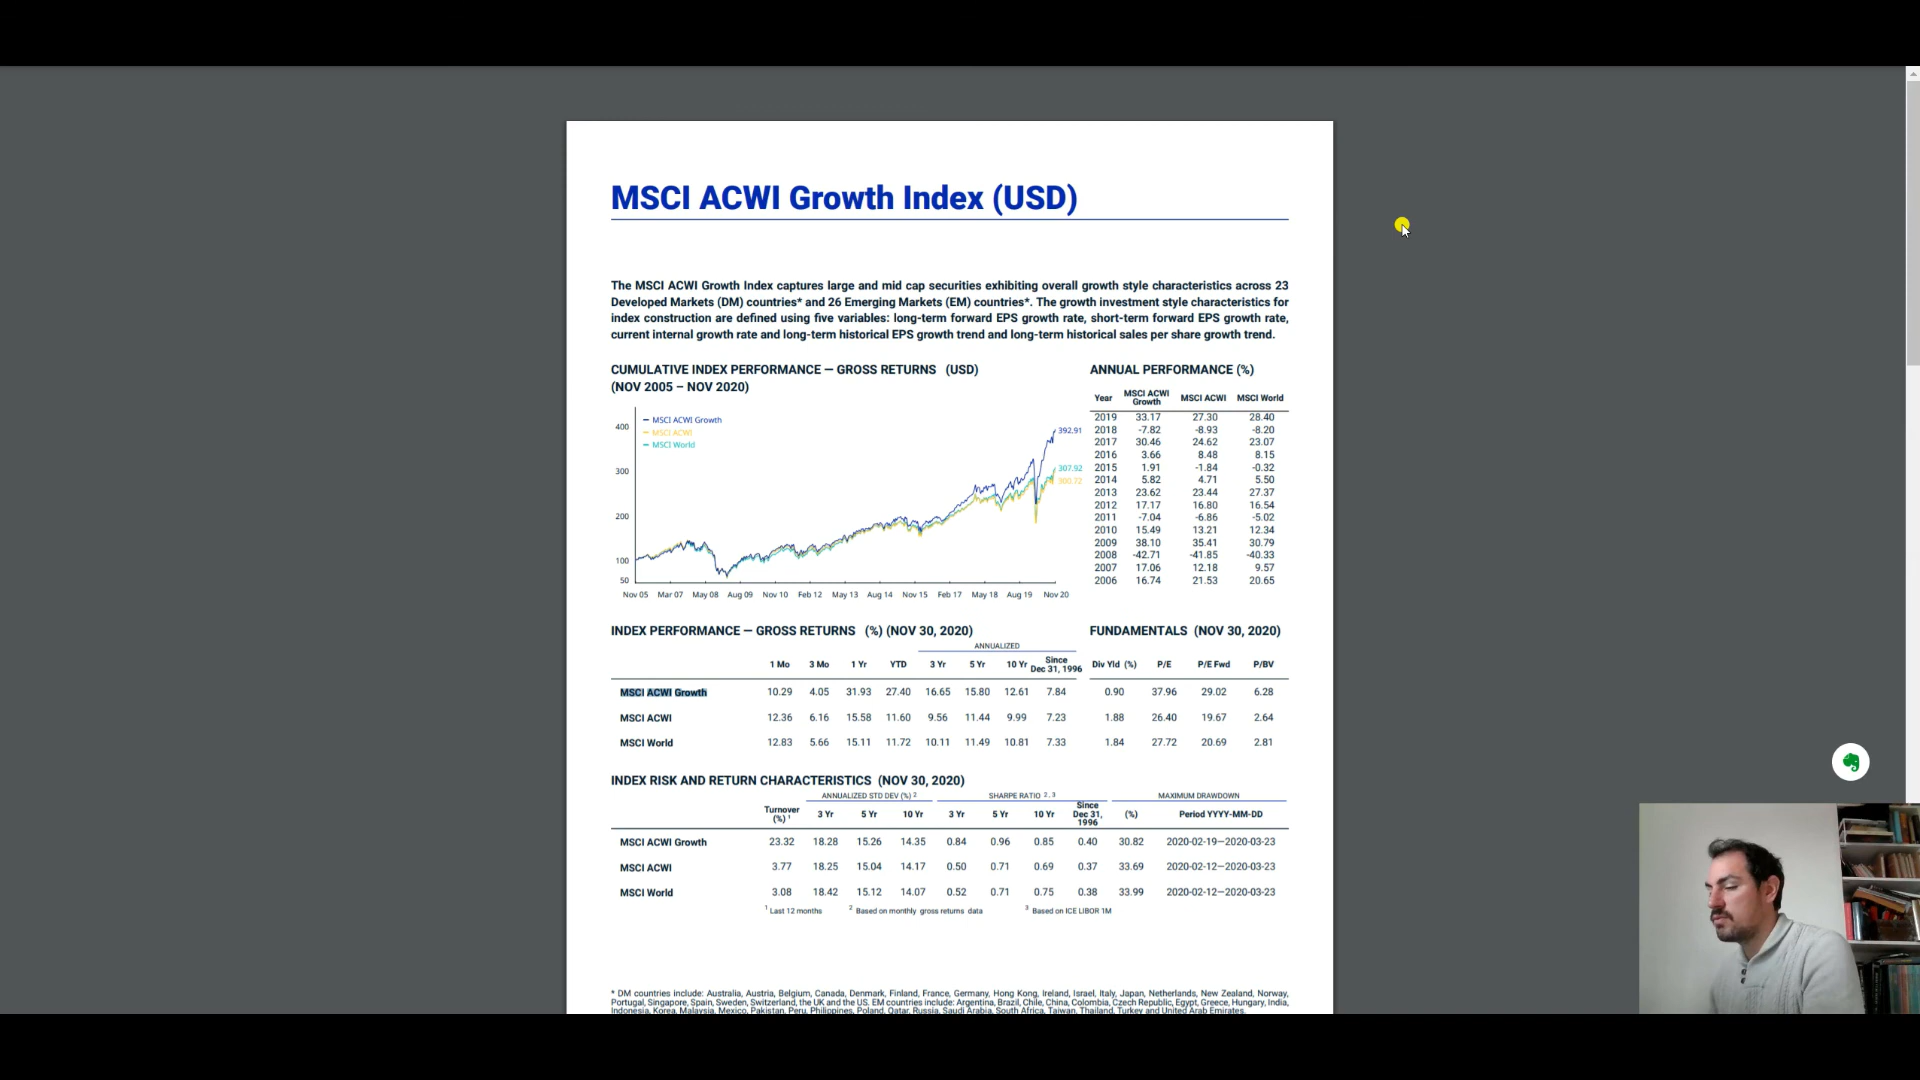 MSCI ACWI Growth Index (USD)
The MSCI ACWI Growth Index captures large and mid cap securities exhibiting overall growth style characteristics across 23
Developed Markets (DM) countries* and 26 Emerging Markets (EM) countries*. The growth investment style characteristics for
index construction are defined using five variables: long-term forward EPS growth rate, short-term forward EPS growth rate,
current internal growth rate and long-term historical EPS growth trend and long-term historical sales per share growth trend.
CUMULATIVE INDEX PERFORMANCE — GROSS RETURNS (USD)
(NOV 2005 – NOV 2020)
MSCI ACWI Growth
MSCI ACWI
MSCI World
400
300
200
100
50
392.91
307.92
300.72
Nov 05 Mar 07 May 08 Aug 09 Nov 10 Feb 12 May 13 Aug 14 Nov 15 Feb 17 May 18 Aug 19 Nov 20
ANNUAL PERFORMANCE (%)
Year MSCI ACWI Growth MSCI ACWI MSCI World
2019 33.17 27.30 28.40
2018 -7.82 -8.93 -8.20
2017 30.46 24.62 23.07
2016 3.66 8.48 8.15
2015 1.91 -1.84 -0.32
2014 5.82 4.71 5.50
2013 23.62 23.44 27.37
2012 17.17 16.80 16.54
2011 -7.04 -6.86 -5.02
2010 15.49 13.21 12.34
2009 38.10 35.41 30.79
2008 -42.71 -41.85 -40.33
2007 17.06 12.18 9.57
2006 16.74 21.53 20.65
INDEX PERFORMANCE — GROSS RETURNS (%) (NOV 30, 2020)
ANNUALIZED
1 Mo 3 Mo 1 Yr YTD 3 Yr 5 Yr 10 Yr Since Dec 31, 1996
MSCI ACWI Growth 10.29 4.05 31.93 27.40 16.65 15.80 12.61 7.84
MSCI ACWI 12.36 6.16 15.58 11.60 9.56 11.44 9.99 7.23
MSCI World 12.83 5.66 15.11 11.72 10.11 11.49 10.81 7.33
FUNDAMENTALS (NOV 30, 2020)
Div Yld (%) P/E P/E Fwd P/BV
0.90 37.96 29.02 6.28
1.88 26.40 19.67 2.64
1.84 27.72 20.69 2.81
INDEX RISK AND RETURN CHARACTERISTICS (NOV 30, 2020)
ANNUALIZED STD DEV (%) 2 SHARPE RATIO 2 , 3 MAXIMUM DRAWDOWN
Turnover (%) 1 3 Yr 5 Yr 10 Yr 3 Yr 5 Yr 10 Yr Since Dec 31, 1996 (%) Period YYYY-MM-DD
MSCI ACWI Growth 23.32 18.28 15.26 14.35 0.84 0.96 0.85 0.40 30.82 2020-02-19—2020-03-23
MSCI ACWI 3.77 18.25 15.04 14.17 0.50 0.71 0.69 0.37 33.69 2020-02-12—2020-03-23
MSCI World 3.08 18.42 15.12 14.07 0.52 0.71 0.75 0.38 33.99 2020-02-12—2020-03-23
1 Last 12 months 2 Based on monthly gross returns data 3 Based on ICE LIBOR 1M
* DM countries include: Australia, Austria, Belgium, Canada, Denmark, Finland, France, Germany, Hong Kong, Ireland, Israel, Italy, Japan, Netherlands, New Zealand, Norway,
Portugal, Singapore, Spain, Sweden, Switzerland, the UK and the US. EM countries include: Argentina, Brazil, Chile, China, Colombia, Czech Republic, Egypt, Greece, Hungary, India,
Indonesia, Korea, Malaysia, Mexico, Pakistan, Peru, Philippines, Poland, Qatar, Russia, Saudi Arabia, South Africa, Taiwan, Thailand, Turkey and United Arab Emirates.